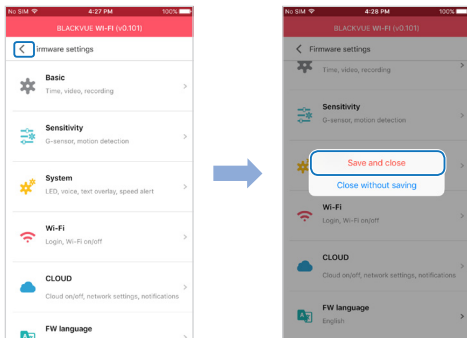 No SIM 4:27 PM 100%
BLACKVUE WI-FI (v0.101)
Firmware settings
Basic
Time, video, recording
Sensitivity
G-sensor, motion detection
System
LED, voice, text overlay, speed alert
Wi-Fi
Login, Wi-Fi on/off
CLOUD
Cloud on/off, network settings, notifications
FW language
No SIM 4:28 PM 100%
BLACKVUE WI-FI (v0.101)
Firmware settings
Time, video, recording
Sensitivity
G-sensor, motion detection
Save and close
Close without saving
Wi-Fi
Login, Wi-Fi on/off
CLOUD
Cloud on/off, network settings, notifications
FW language
English